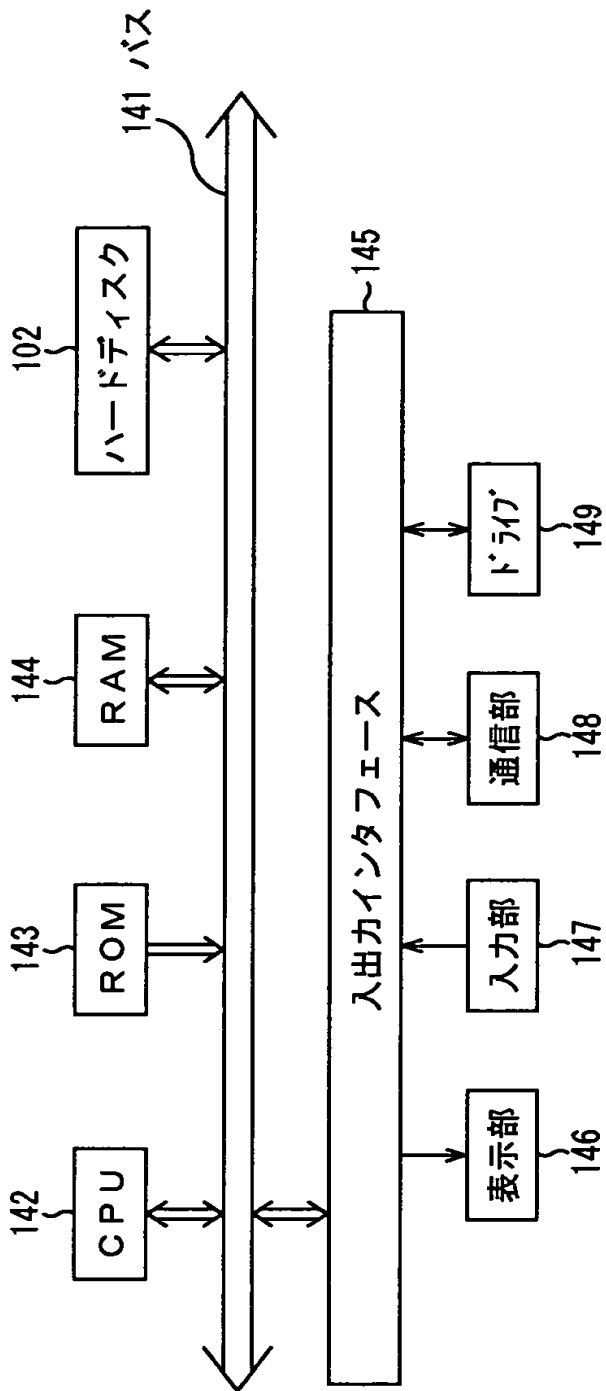 142
CPU
143
ROM
144
RAM
102
ハードディスク
141 バス
145
入出力インタフェース
表示部
146
入力部
147
通信部
148
ドライブ
149